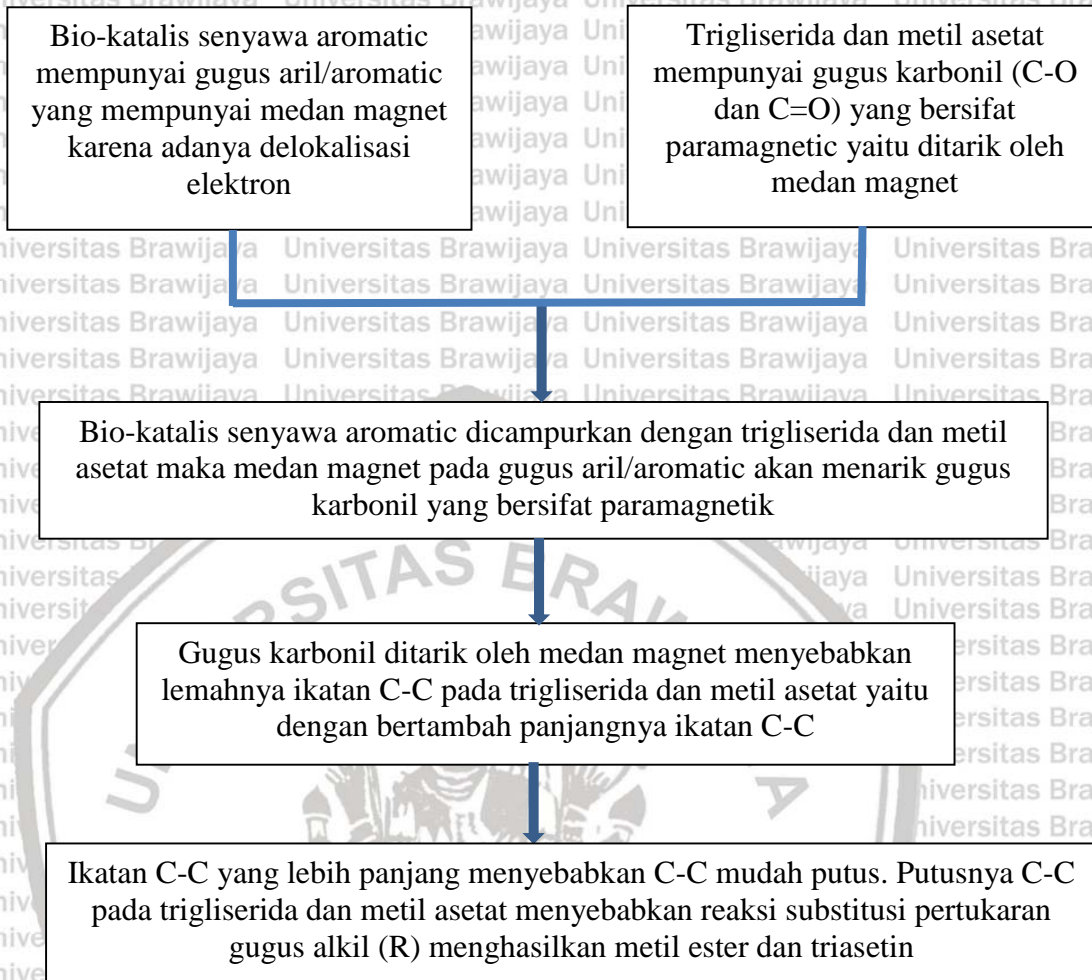 Bio-katalis senyawa aromatic
mempunyai gugus aril/aromatic
yang mempunyai medan magnet
karena adanya delokalisasi
elektron
Trigliserida dan metil asetat
mempunyai gugus karbonil (C-O
dan C=O) yang bersifat
paramagnetic yaitu ditarik oleh
medan magnet
Bio-katalis senyawa aromatic dicampurkan dengan trigliserida dan metil
asetat maka medan magnet pada gugus aril/aromatic akan menarik gugus
karbonil yang bersifat paramagnetik
Gugus karbonil ditarik oleh medan magnet menyebabkan
lemahnya ikatan C-C pada trigliserida dan metil asetat yaitu
dengan bertambah panjangnya ikatan C-C
Ikatan C-C yang lebih panjang menyebabkan C-C mudah putus. Putusnya C-C
pada trigliserida dan metil asetat menyebabkan reaksi substitusi pertukaran
gugus alkil (R) menghasilkan metil ester dan triasetin